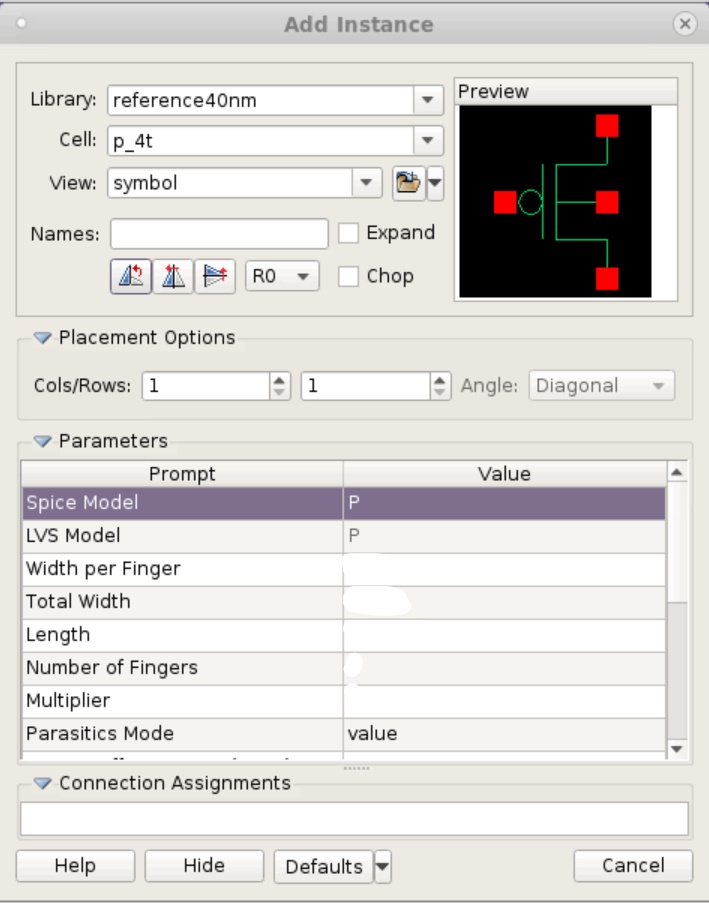 Add Instance
Library: reference40nm
Preview
Cell: p_4t
View: symbol
Names:
Expand
R0
Chop
Placement Options
Cols/Rows: 1 1 Angle: Diagonal
Parameters
Prompt Value
Spice Model P
LVS Model P
Width per Finger
Total Width
Length
Number of Fingers
Multiplier
Parasitics Mode value
Connection Assignments
Help Hide Defaults Cancel